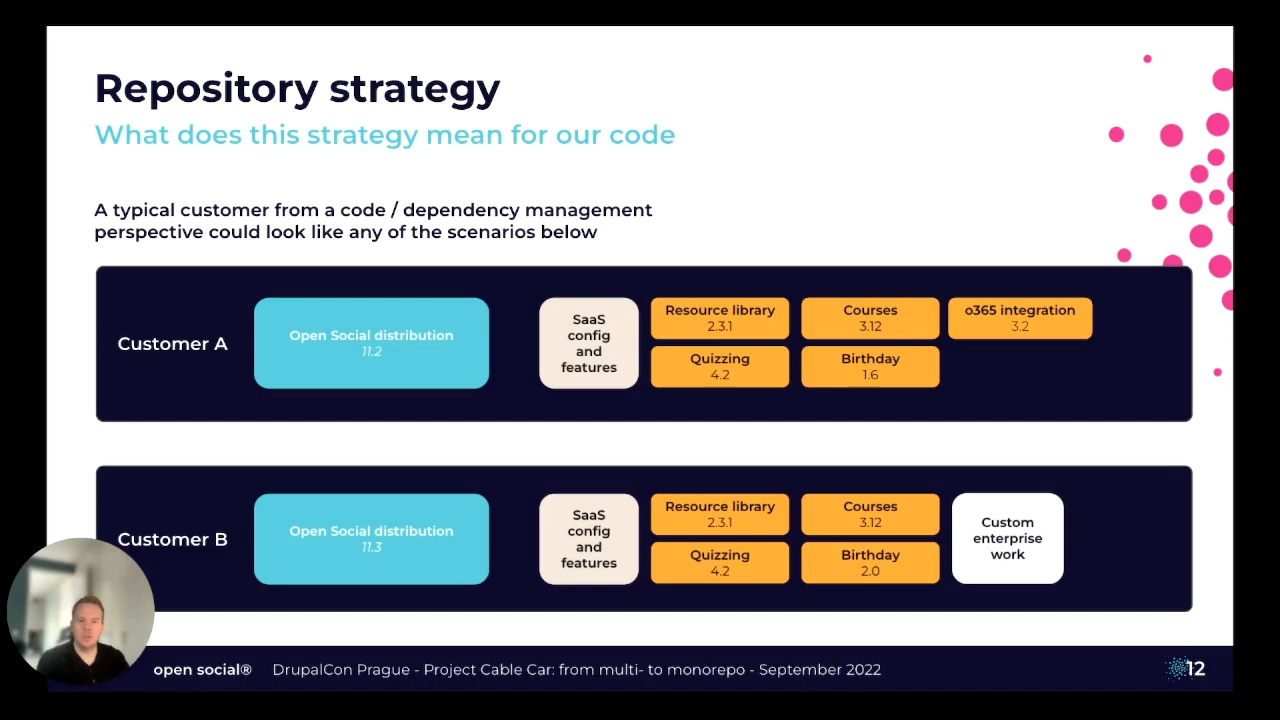 Repository strategy
What does this strategy mean for our code
A typical customer from a code / dependency management
perspective could look like any of the scenarios below
Customer A
Open Social distribution
11.2
SaaS
config
and
features
Resource library
2.3.1
Courses
3.12
o365 integration
3.2
Quizzing
4.2
Birthday
1.6
Customer B
Open Social distribution
11.3
SaaS
config
and
features
Resource library
2.3.1
Courses
3.12
Quizzing
4.2
Birthday
2.0
Custom
enterprise
work
open social® DrupalCon Prague - Project Cable Car: from multi- to monorepo - September 2022 12